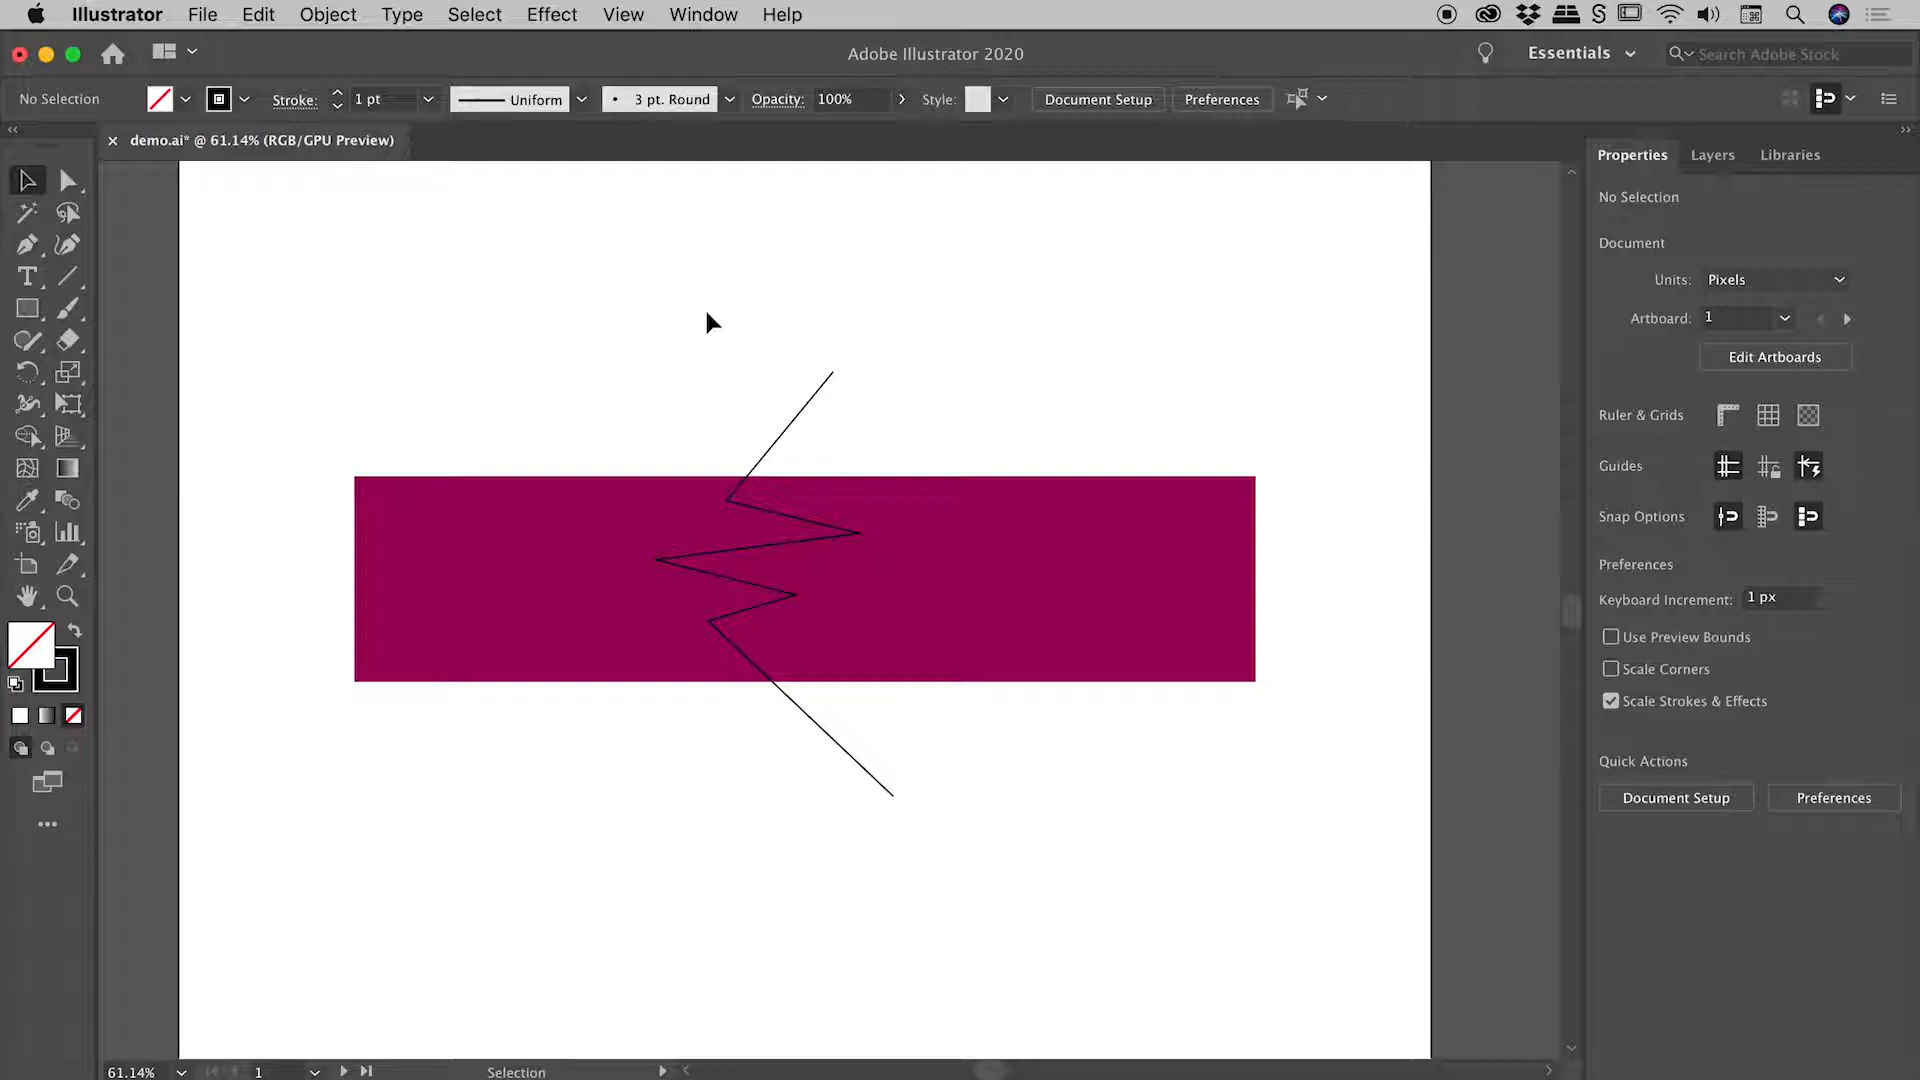 Illustrator File Edit Object Type Select Effect View Window Help
Adobe Illustrator 2020
Essentials
Search Adobe Stock
No Selection
Stroke: 1 pt
Uniform
3 pt. Round
Opacity: 100%
Style:
Document Setup
Preferences
× demo.ai* @ 61.14% (RGB/GPU Preview)
Properties Layers Libraries
No Selection
Document
Units: Pixels
Artboard: 1
Edit Artboards
Ruler & Grids
Guides
Snap Options
Preferences
Keyboard Increment: 1 px
Use Preview Bounds
Scale Corners
Scale Strokes & Effects
Quick Actions
Document Setup
Preferences
61.14%
1
Selection